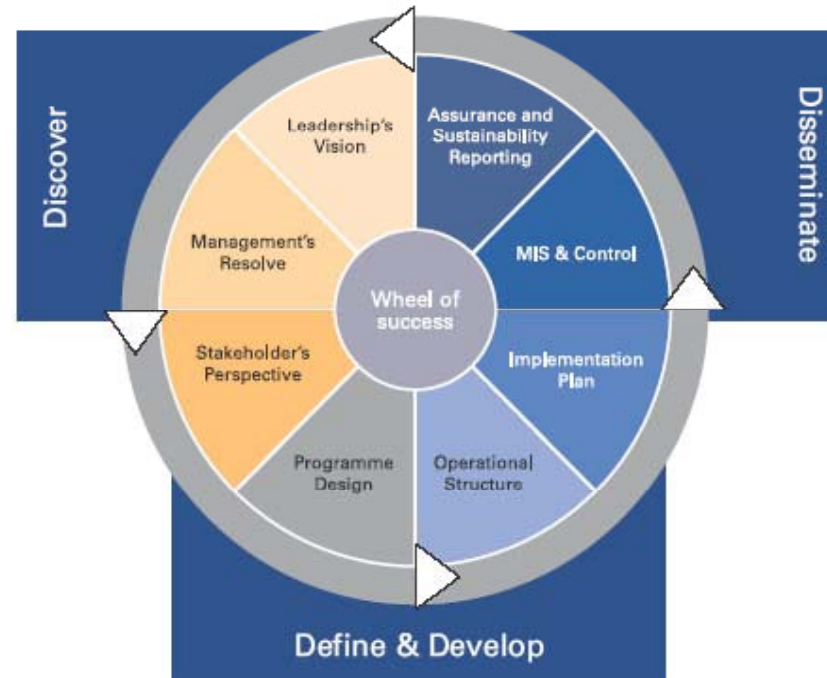 Discover
Disseminate
Leadership's
Vision
Assurance and
Sustainability
Reporting
Management's
Resolve
MIS & Control
Wheel of
success
Stakeholder's
Perspective
Implementation
Plan
Programme
Design
Operational
Structure
Define & Develop